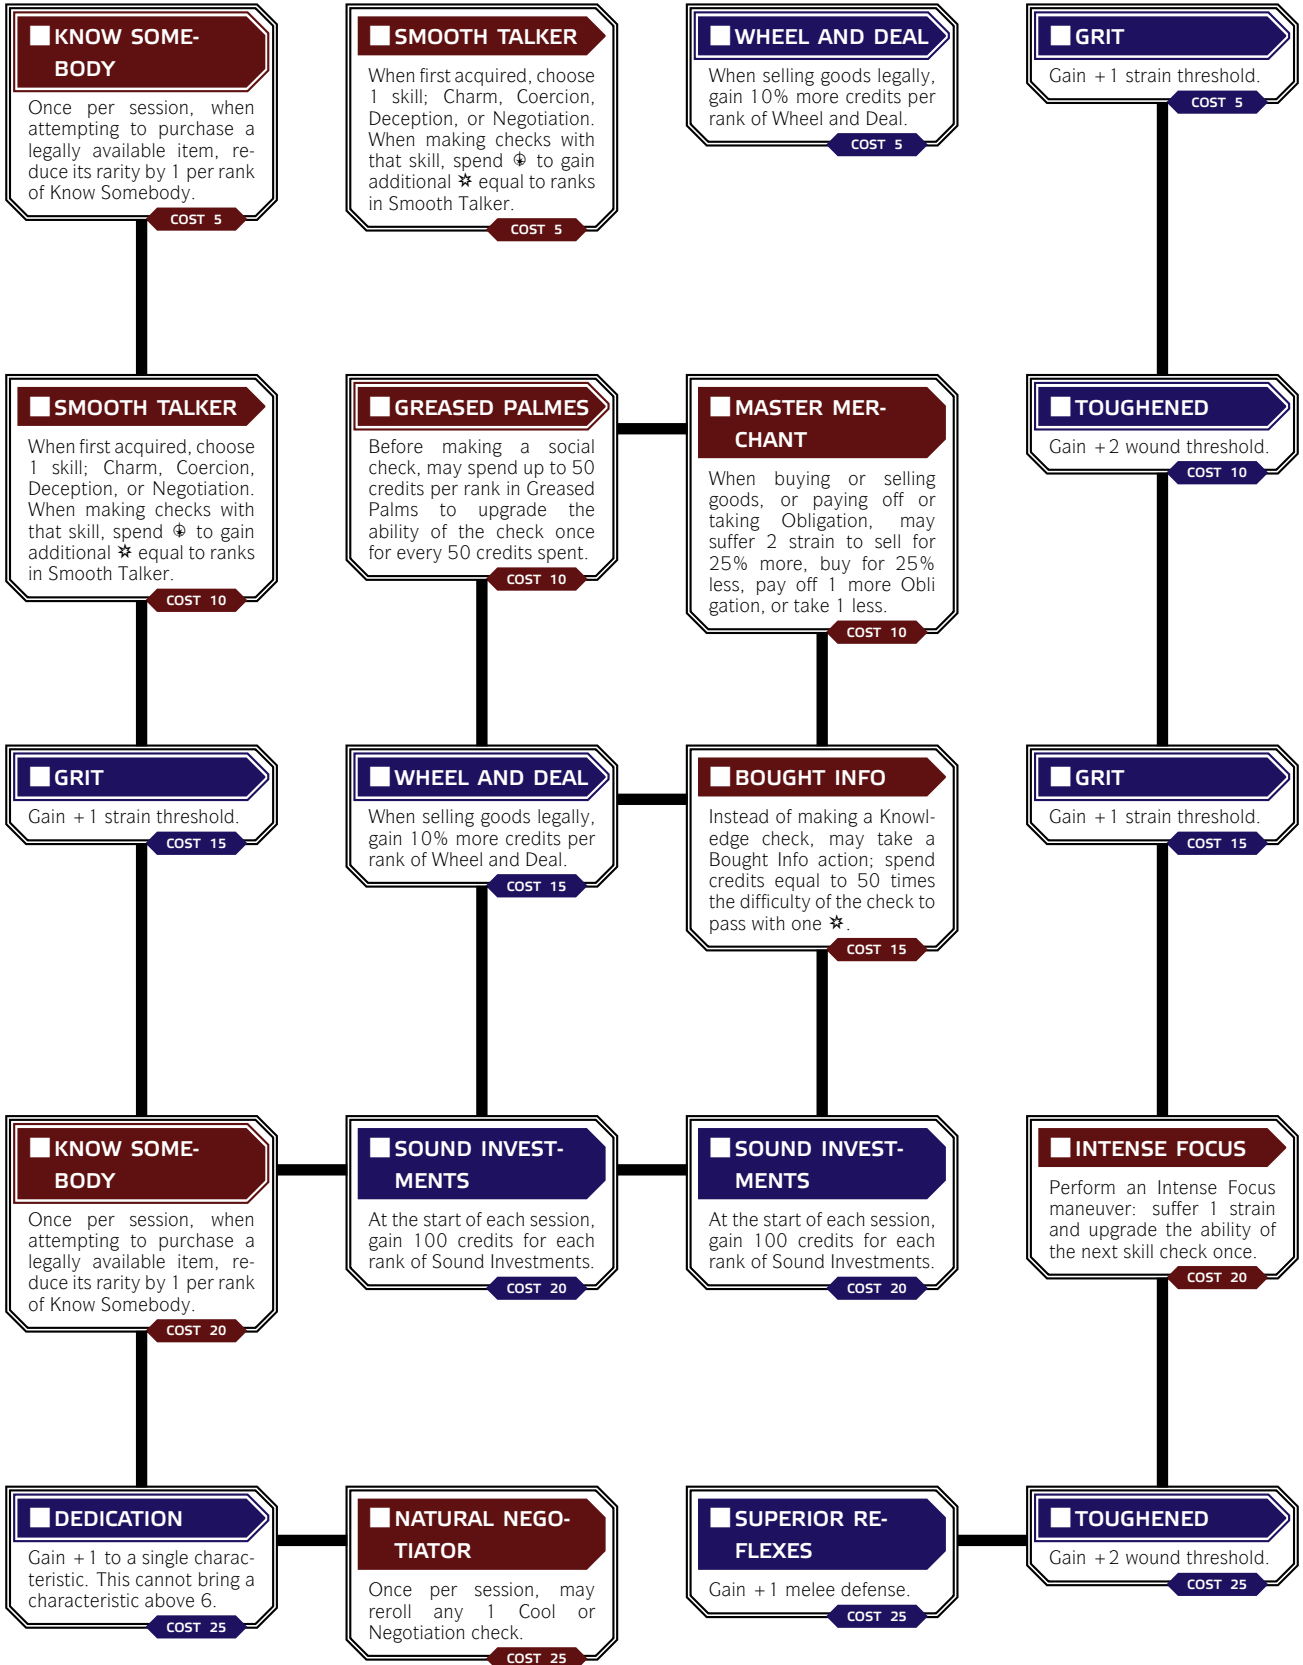 KNOW SOME-
BODY
Once per session, when
attempting to purchase a
legally available item, re-
duce its rarity by 1 per rank
of Know Somebody.
COST 5
SMOOTH TALKER
When first acquired, choose
1 skill; Charm, Coercion,
Deception, or Negotiation.
When making checks with
that skill, spend to gain
additional equal to ranks
in Smooth Talker.
COST 5
WHEEL AND DEAL
When selling goods legally,
gain 10% more credits per
rank of Wheel and Deal.
COST 5
GRIT
Gain +1 strain threshold.
COST 5
SMOOTH TALKER
When first acquired, choose
1 skill; Charm, Coercion,
Deception, or Negotiation.
When making checks with
that skill, spend to gain
additional equal to ranks
in Smooth Talker.
COST 10
GREASED PALMES
Before making a social
check, may spend up to 50
credits per rank in Greased
Palms to upgrade the
ability of the check once
for every 50 credits spent.
COST 10
MASTER MER-
CHANT
When buying or selling
goods, or paying off or
taking Obligation, may
suffer 2 strain to sell for
25% more, buy for 25%
less, pay off 1 more Obli
gation, or take 1 less.
COST 10
TOUGHENED
Gain +2 wound threshold.
COST 10
GRIT
Gain +1 strain threshold.
COST 15
WHEEL AND DEAL
When selling goods legally,
gain 10% more credits per
rank of Wheel and Deal.
COST 15
BOUGHT INFO
Instead of making a Knowl-
edge check, may take a
Bought Info action; spend
credits equal to 50 times
the difficulty of the check to
pass with one .
COST 15
GRIT
Gain +1 strain threshold.
COST 15
KNOW SOME-
BODY
Once per session, when
attempting to purchase a
legally available item, re-
duce its rarity by 1 per rank
of Know Somebody.
COST 20
SOUND INVEST-
MENTS
At the start of each session,
gain 100 credits for each
rank of Sound Investments.
COST 20
SOUND INVEST-
MENTS
At the start of each session,
gain 100 credits for each
rank of Sound Investments.
COST 20
INTENSE FOCUS
Perform an Intense Focus
maneuver: suffer 1 strain
and upgrade the ability of
the next skill check once.
COST 20
DEDICATION
Gain +1 to a single charac-
teristic. This cannot bring a
characteristic above 6.
COST 25
NATURAL NEGO-
TIATOR
Once per session, may
reroll any 1 Cool or
Negotiation check.
COST 25
SUPERIOR RE-
FLEXES
Gain +1 melee defense.
COST 25
TOUGHENED
Gain +2 wound threshold.
COST 25